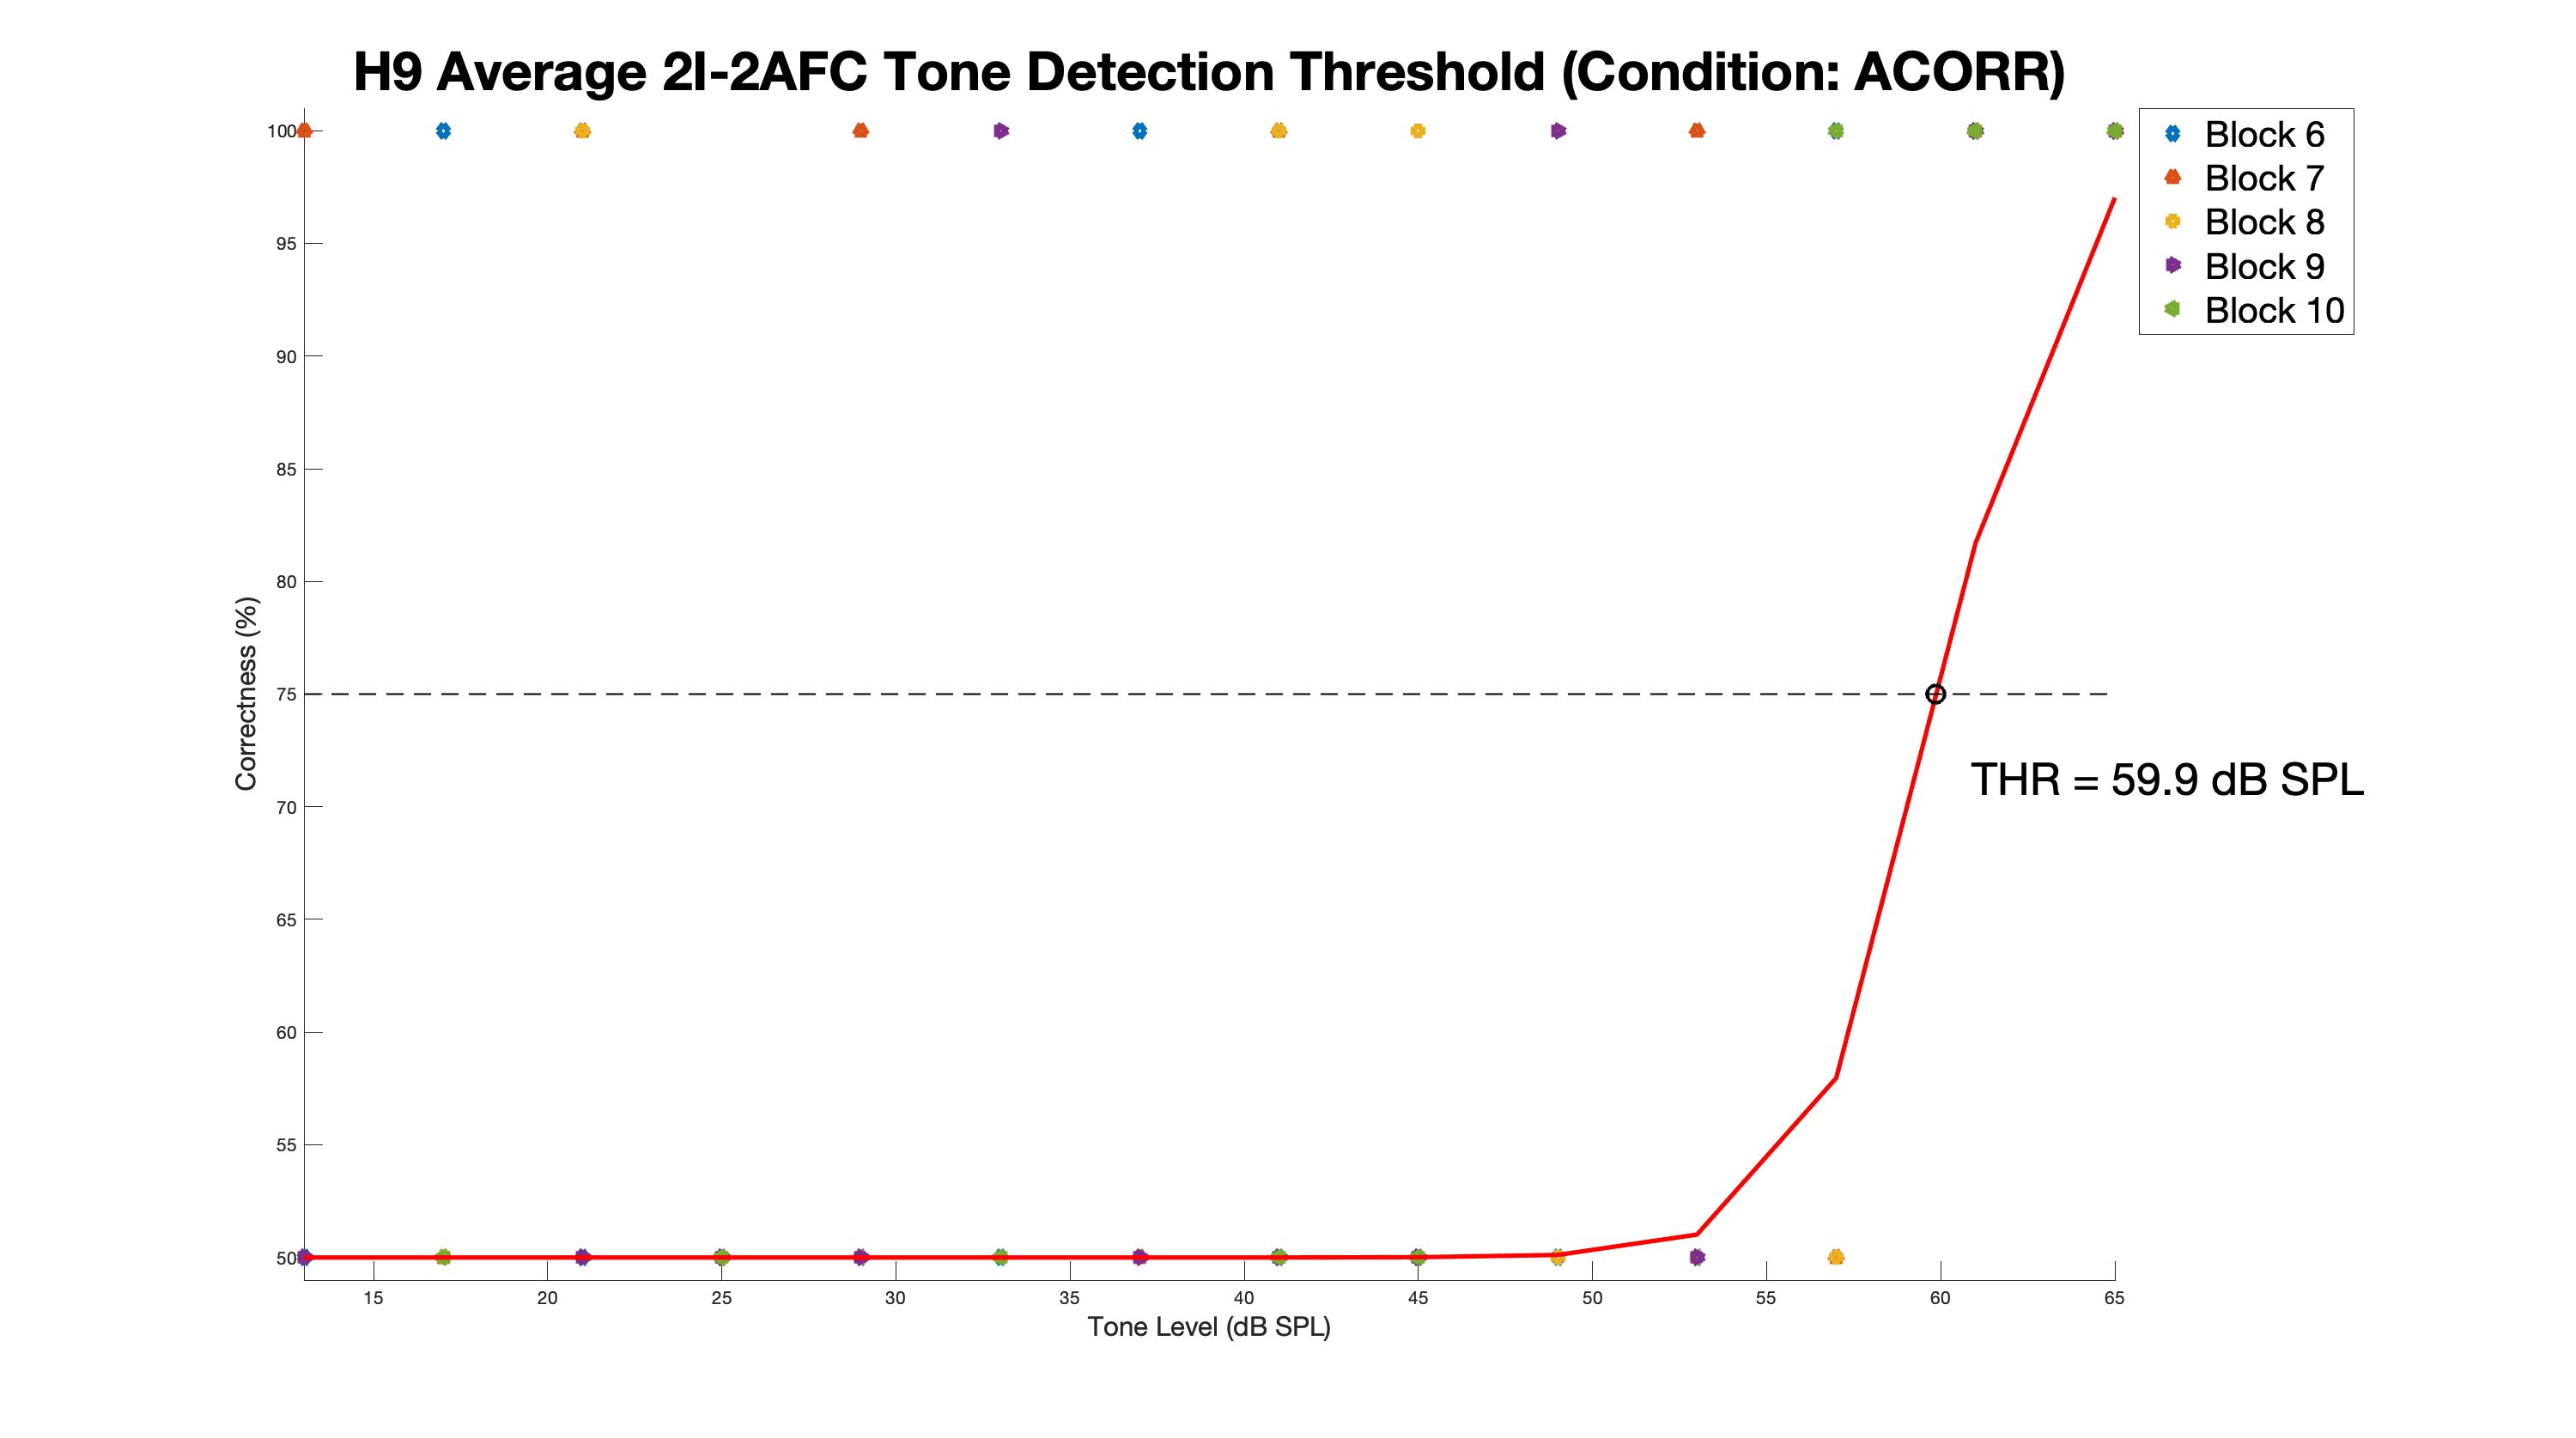 H9 Average 2I-2AFC Tone Detection Threshold (Condition: ACORR)
100
95
90
85
80
75
70
65
60
55
50
Correctness (%)
Block 6
Block 7
Block 8
Block 9
Block 10
THR = 59.9 dB SPL
15 20 25 30 35 40 45 50 55 60 65
Tone Level (dB SPL)